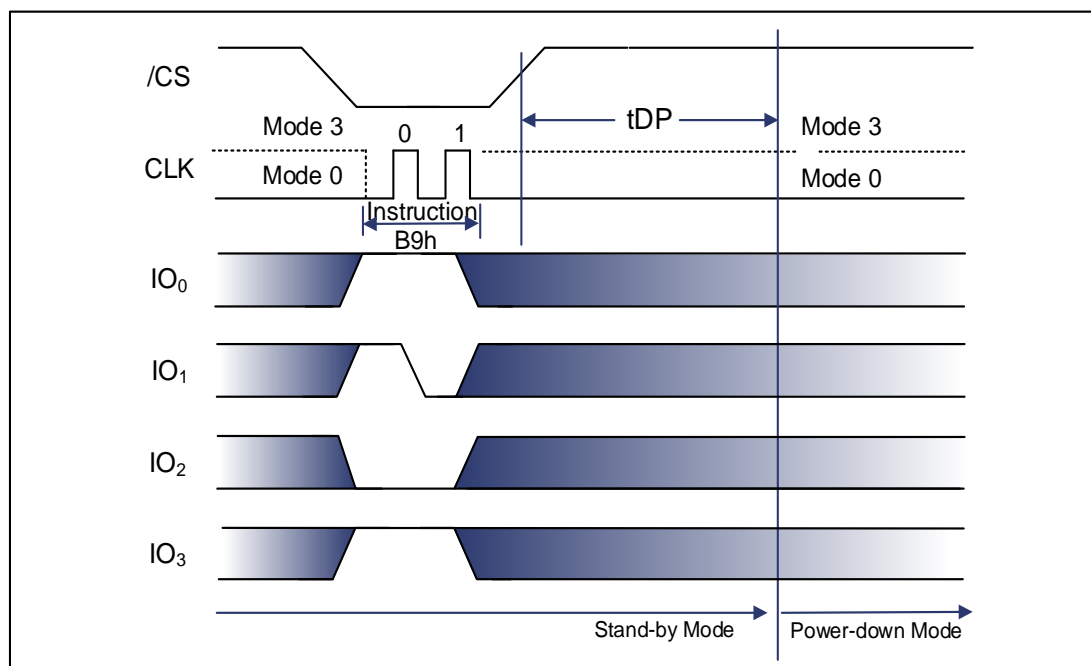 /CS
tDP
Mode 3
0
1
Mode 3
CLK
Mode 0
Mode 0
Instruction
B9h
IO₀
IO₁
IO₂
IO₃
Stand-by Mode
Power-down Mode